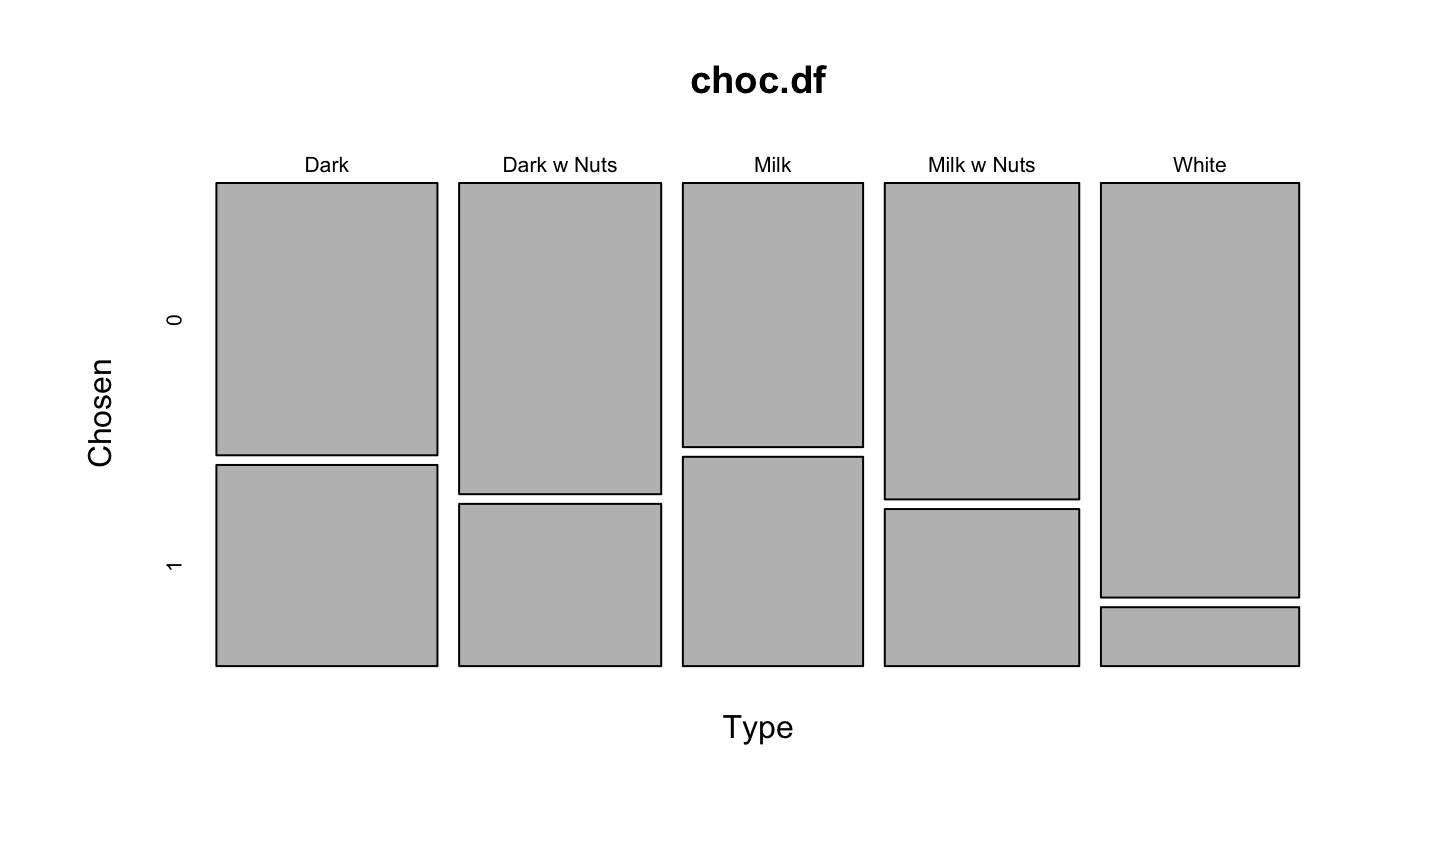 choc.df
Dark
Dark w Nuts
Milk
Milk w Nuts
White
0
1
Chosen
Type